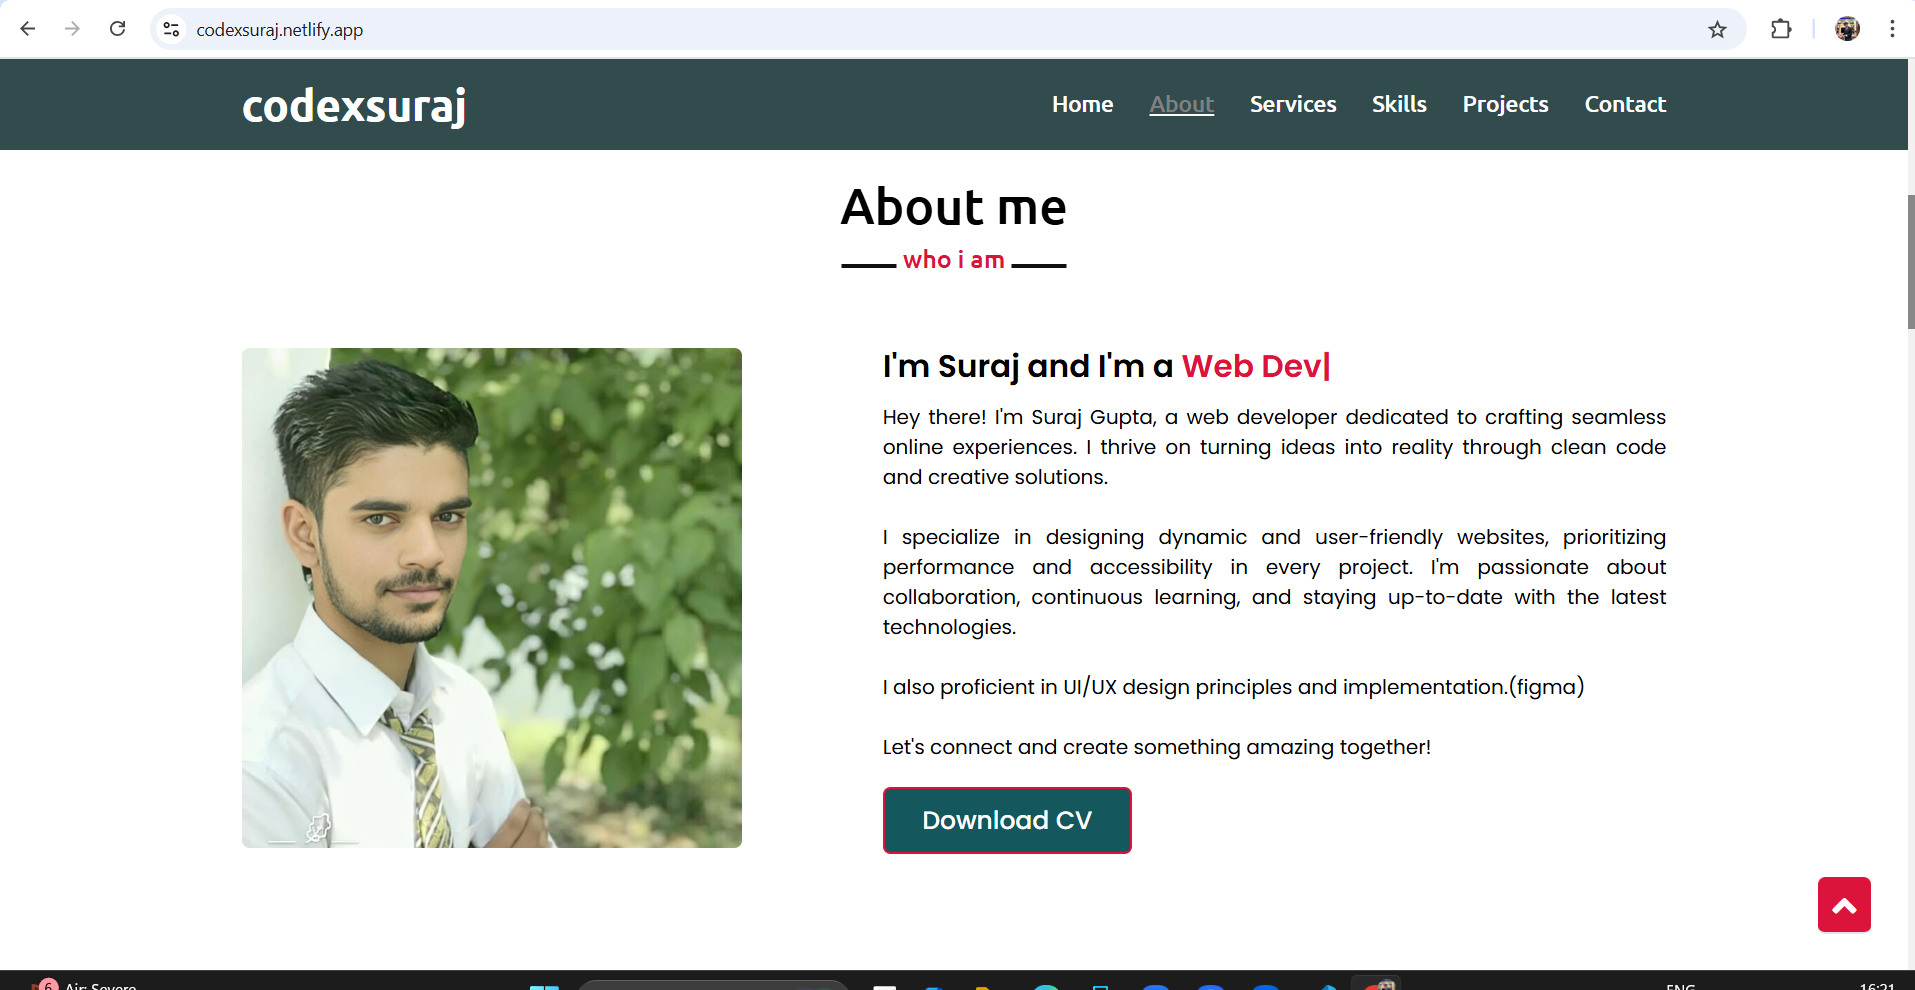 codexsuraj.netlify.app
codexsuraj
Home About Services Skills Projects Contact
About me
who i am
I'm Suraj and I'm a Web Dev|
Hey there! I'm Suraj Gupta, a web developer dedicated to crafting seamless
online experiences. I thrive on turning ideas into reality through clean code
and creative solutions.
I specialize in designing dynamic and user-friendly websites, prioritizing
performance and accessibility in every project. I'm passionate about
collaboration, continuous learning, and staying up-to-date with the latest
technologies.
I also proficient in UI/UX design principles and implementation.(figma)
Let's connect and create something amazing together!
Download CV
6 Air: Severe
ENG 16:21